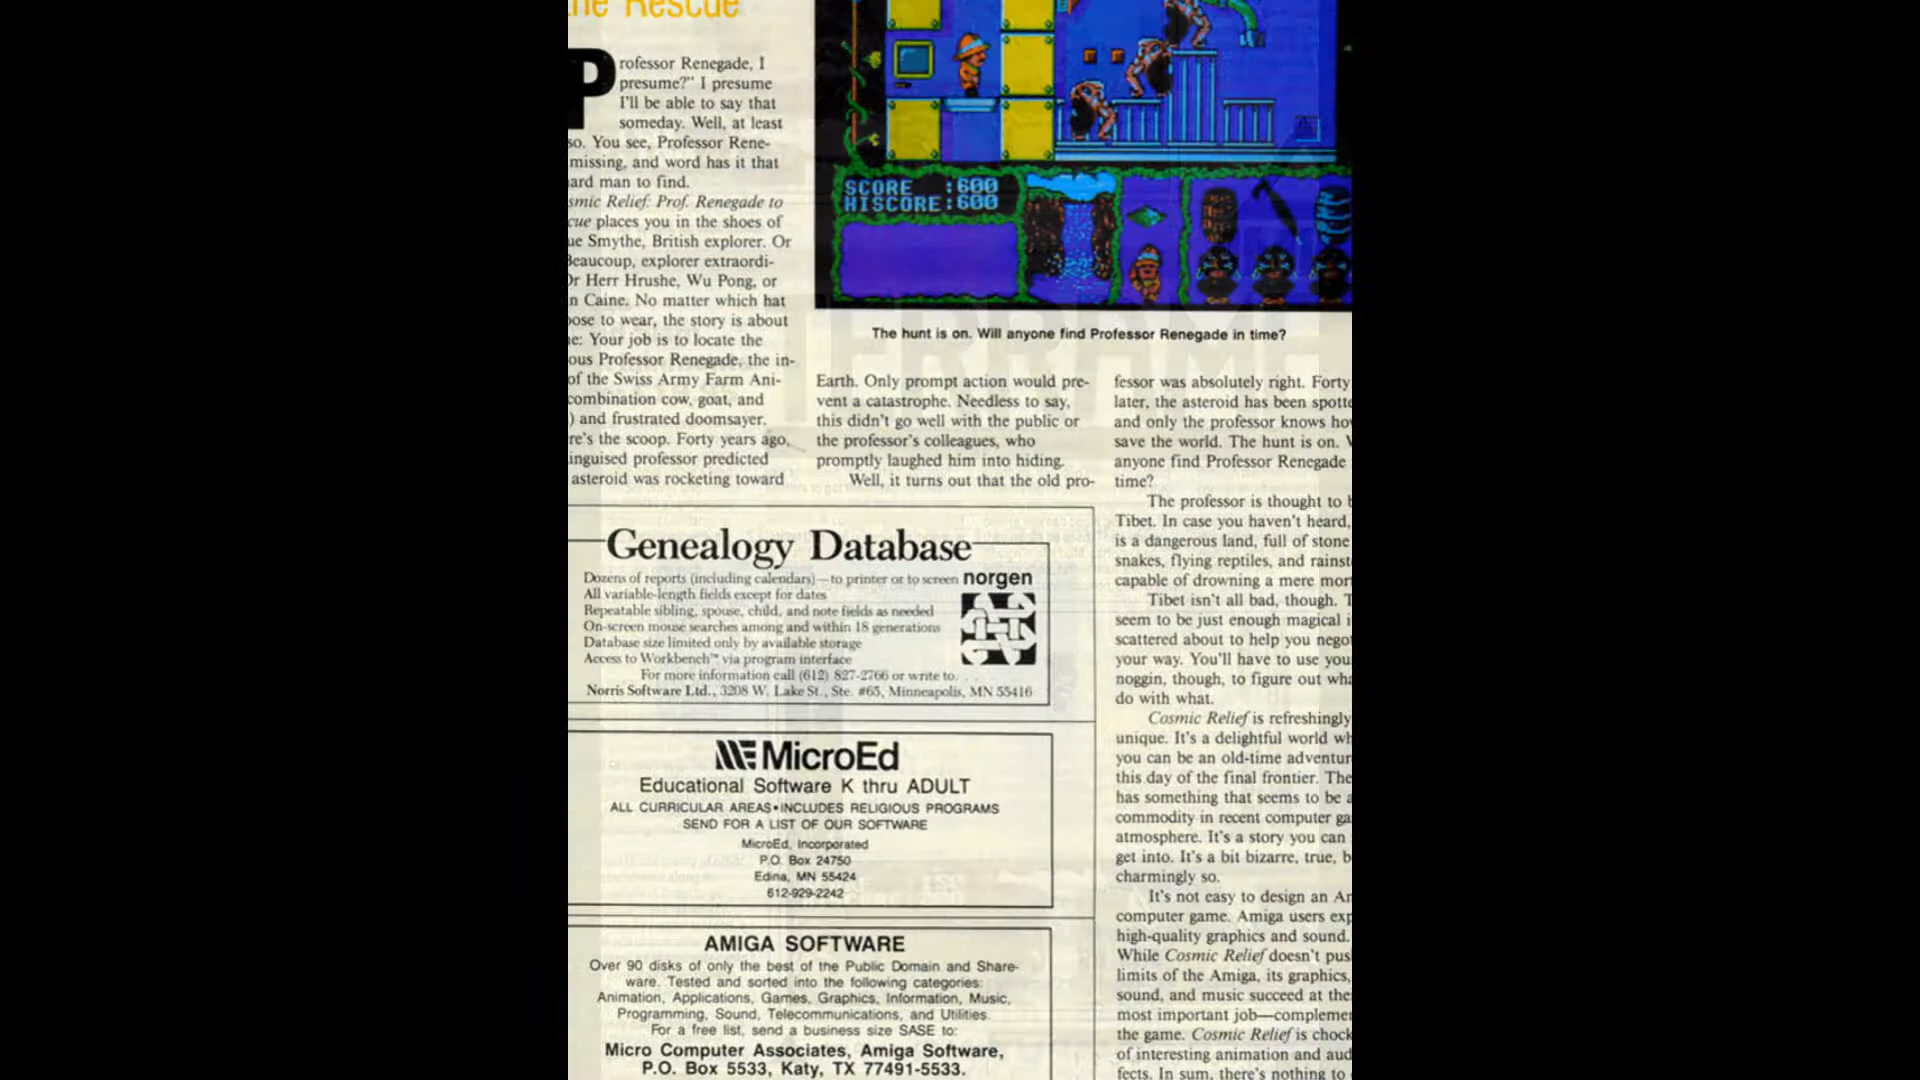 the Rescue
Professor Renegade, I
presume?" I presume
I'll be able to say that
someday. Well, at least
so. You see, Professor Rene-
missing, and word has it that
ard man to find.
smic Relief: Prof. Renegade to
cue places you in the shoes of
ue Smythe, British explorer. Or
Beaucoup, explorer extraordi-
Or Herr Hrushe, Wu Pong, or
n Caine. No matter which hat
oose to wear, the story is about
e: Your job is to locate the
ous Professor Renegade, the in-
of the Swiss Army Farm Ani-
combination cow, goat, and
) and frustrated doomsayer.
re's the scoop. Forty years ago,
inguised professor predicted
asteroid was rocketing toward
SCORE :600
HISCORE:600
The hunt is on. Will anyone find Professor Renegade in time?
Earth. Only prompt action would pre-
vent a catastrophe. Needless to say,
this didn't go well with the public or
the professor's colleagues, who
promptly laughed him into hiding.
Well, it turns out that the old pro-
fessor was absolutely right. Forty
later, the asteroid has been spotte
and only the professor knows ho
save the world. The hunt is on.
anyone find Professor Renegade
time?
The professor is thought to b
Tibet. In case you haven't heard,
is a dangerous land, full of stone
snakes, flying reptiles, and rainst
capable of drowning a mere mor
Tibet isn't all bad, though. T
seem to be just enough magical i
scattered about to help you nego
your way. You'll have to use you
noggin, though, to figure out wha
do with what.
Cosmic Relief is refreshingly
unique. It's a delightful world wh
you can be an old-time adventur
this day of the final frontier. The
has something that seems to be a
commodity in recent computer ga
atmosphere. It's a story you can
get into. It's a bit bizarre, true, b
charmingly so.
It's not easy to design an Am
computer game. Amiga users exp
high-quality graphics and sound.
While Cosmic Relief doesn't pus
limits of the Amiga, its graphics,
sound, and music succeed at the
most important job—complemen
the game. Cosmic Relief is chock
of interesting animation and aud
fects. In sum, there's nothing to
Genealogy Database
Dozens of reports (including calendars)—to printer or to screen
All variable-length fields except for dates
Repeatable sibling, spouse, child, and note fields as needed
On-screen mouse searches among and within 18 generations
Database size limited only by available storage
Access to Workbench™ via program interface
For more information call (612) 827-2766 or write to. . .
Norris Software Ltd., 3208 W. Lake St., Ste. #65, Minneapolis, MN 55416
norgen
MicroEd
Educational Software K thru ADULT
ALL CURRICULAR AREAS•INCLUDES RELIGIOUS PROGRAMS
SEND FOR A LIST OF OUR SOFTWARE
MicroEd, Incorporated
P.O. Box 24750
Edina, MN 55424
612-929-2242
AMIGA SOFTWARE
Over 90 disks of only the best of the Public Domain and Share-
ware. Tested and sorted into the following categories:
Animation, Applications, Games, Graphics, Information, Music,
Programming, Sound, Telecommunications, and Utilities.
For a free list, send a business size SASE to:
Micro Computer Associates, Amiga Software,
P.O. Box 5533, Katy, TX 77491-5533.